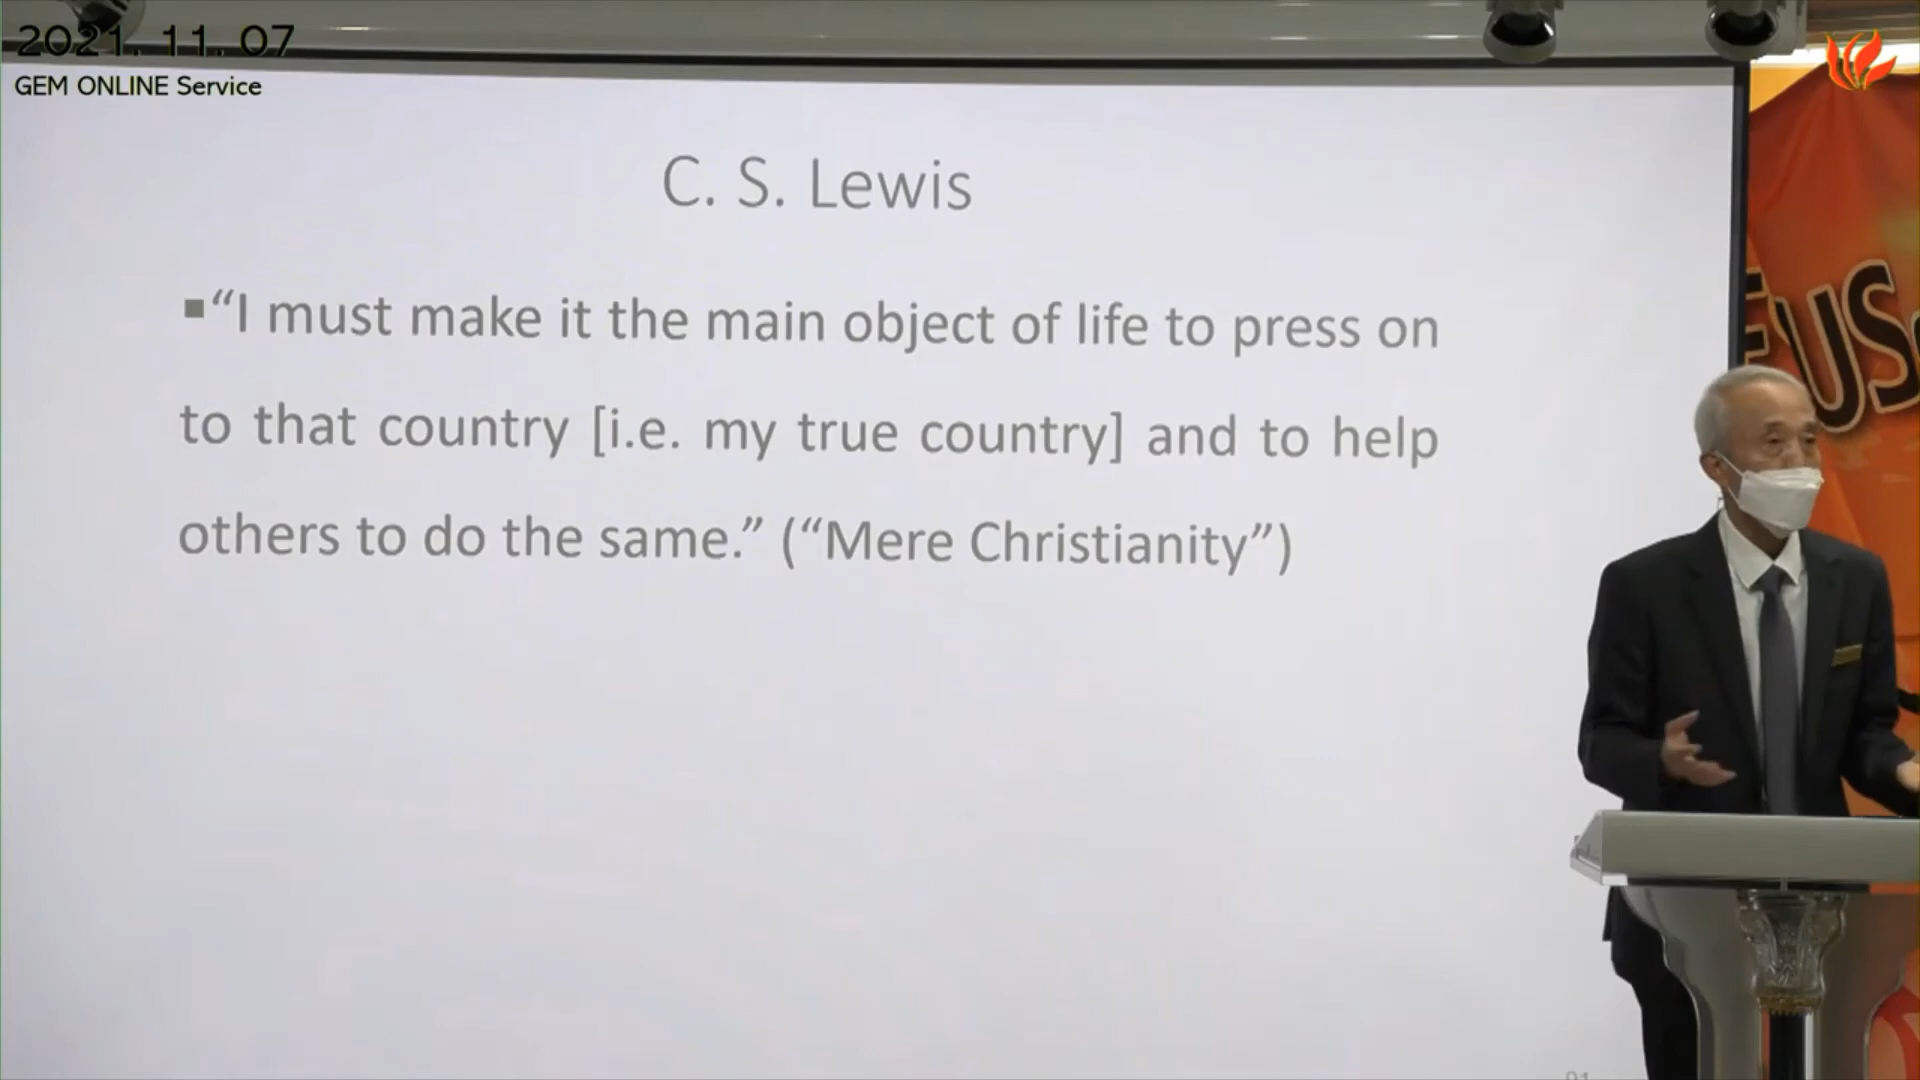 2021. 11. 07
GEM ONLINE Service
C. S. Lewis
▪“I must make it the main object of life to press on
to that country [i.e. my true country] and to help
others to do the same.” (“Mere Christianity”)
US